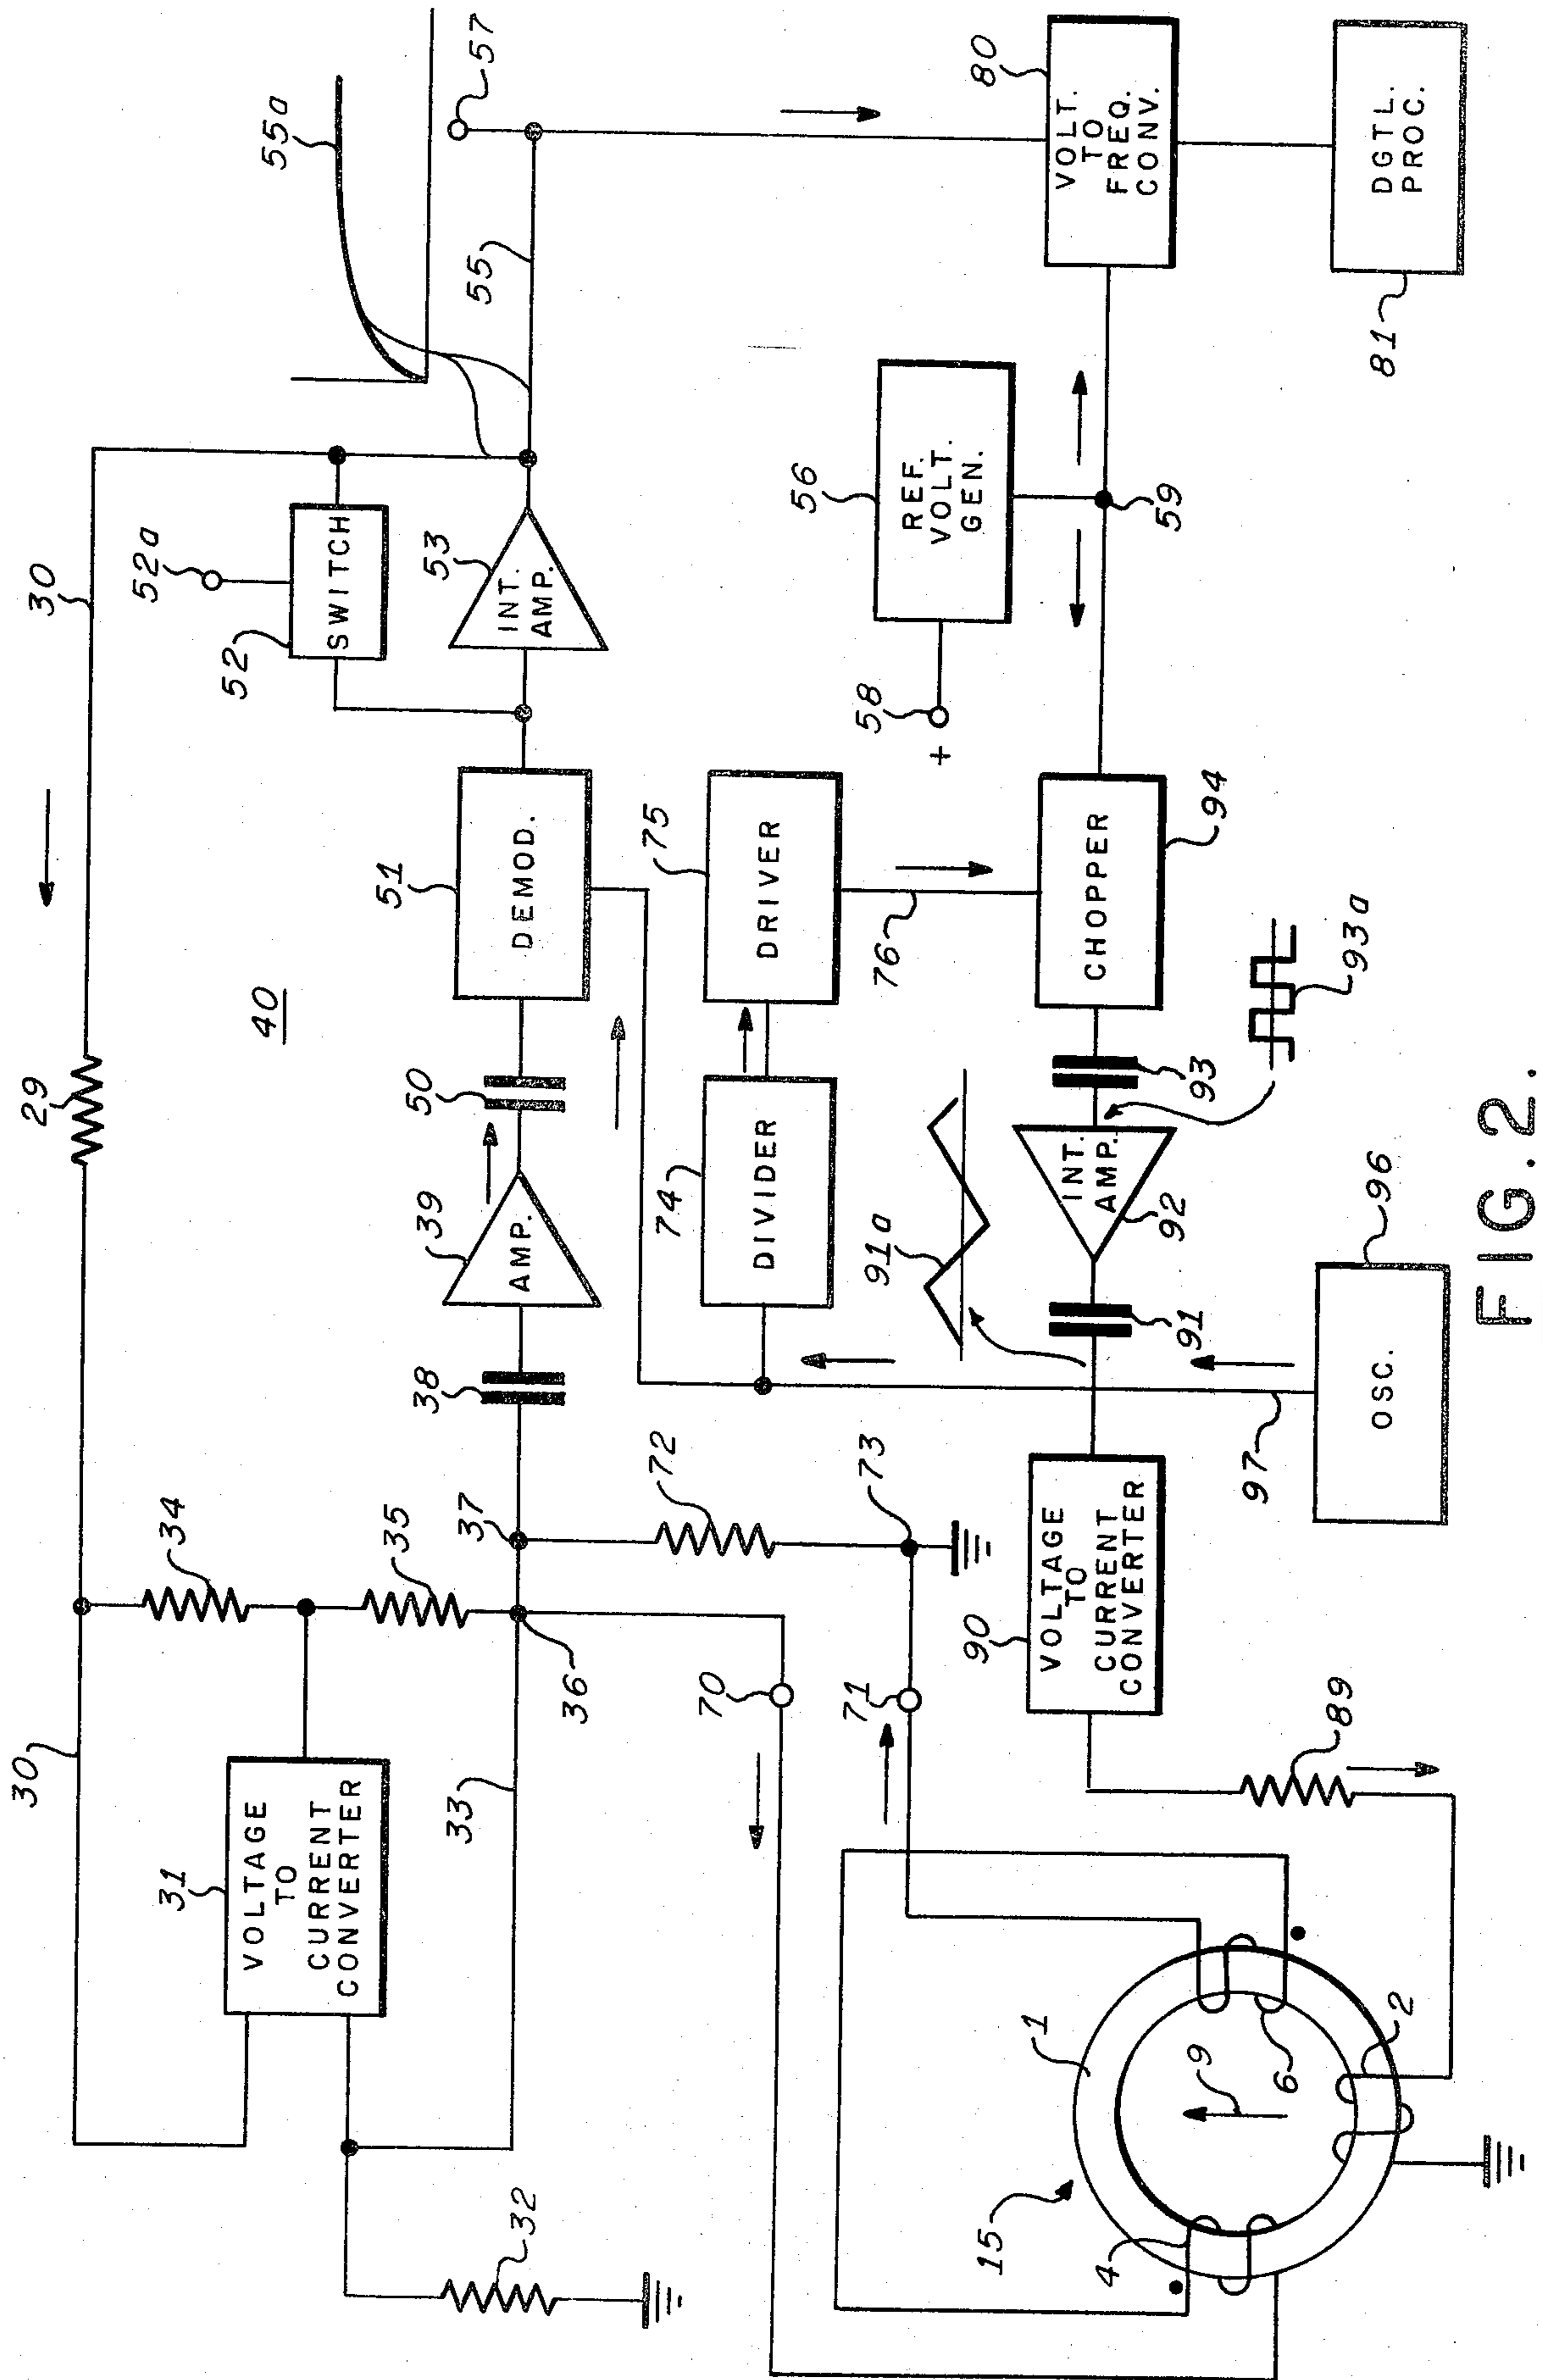 30
29
30
40
52a
52
SWITCH
55a
57
34
35
31
VOLTAGE
TO
CURRENT
CONVERTER
33
36
37
38
39
AMP.
50
51
DEMOD.
53
INT.
AMP.
55
32
70
71
72
73
74
DIVIDER
75
DRIVER
76
56
REF.
VOLT.
GEN.
58
+
59
80
VOLT.
TO
FREQ.
CONV.
81
DGTL.
PROC.
90
VOLTAGE
TO
CURRENT
CONVERTER
91a
91
92
INT.
AMP.
93
93a
94
CHOPPER
96
OSC.
97
89
15
1
4
9
6
2
FIG.2.